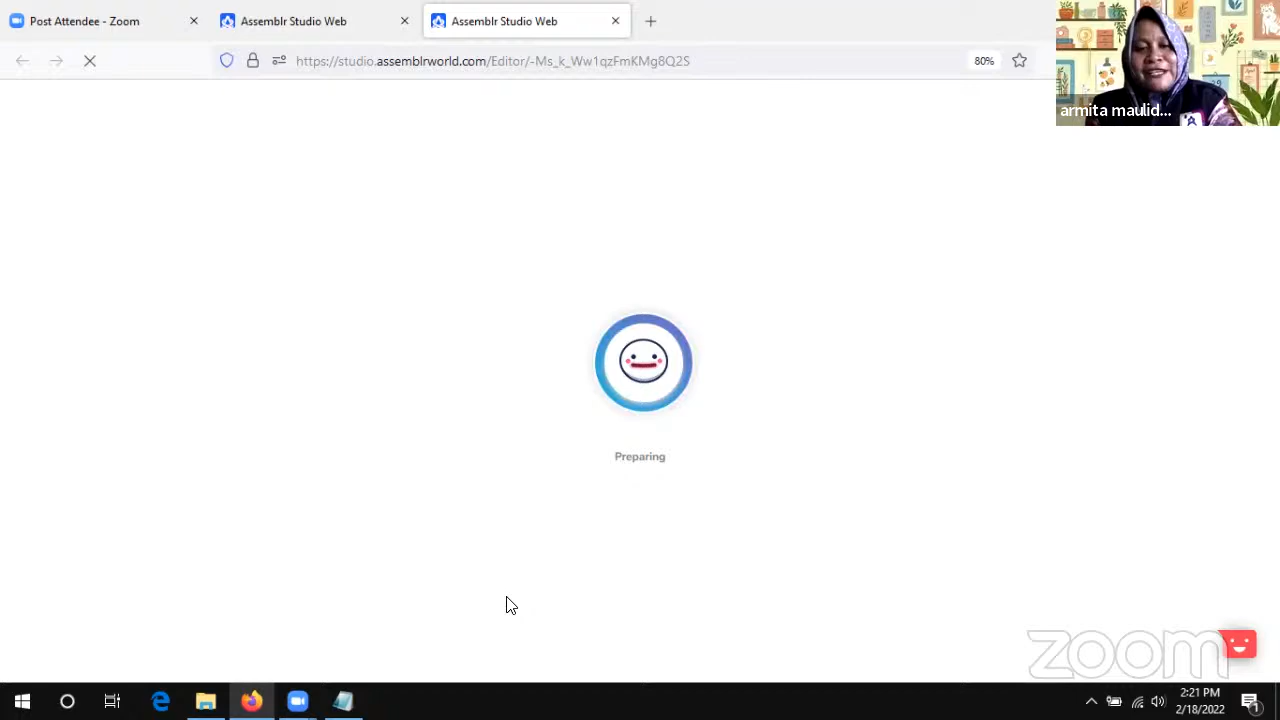 Post Attendee - Zoom
Assemblr Studio Web
Assemblr Studio Web
https://studio.assemblrworld.com/Editor/-Ms_k_Ww1qzFmKMg8Q2S
80%
armita maulid...
Preparing
zoom
2:21 PM
2/18/2022
1